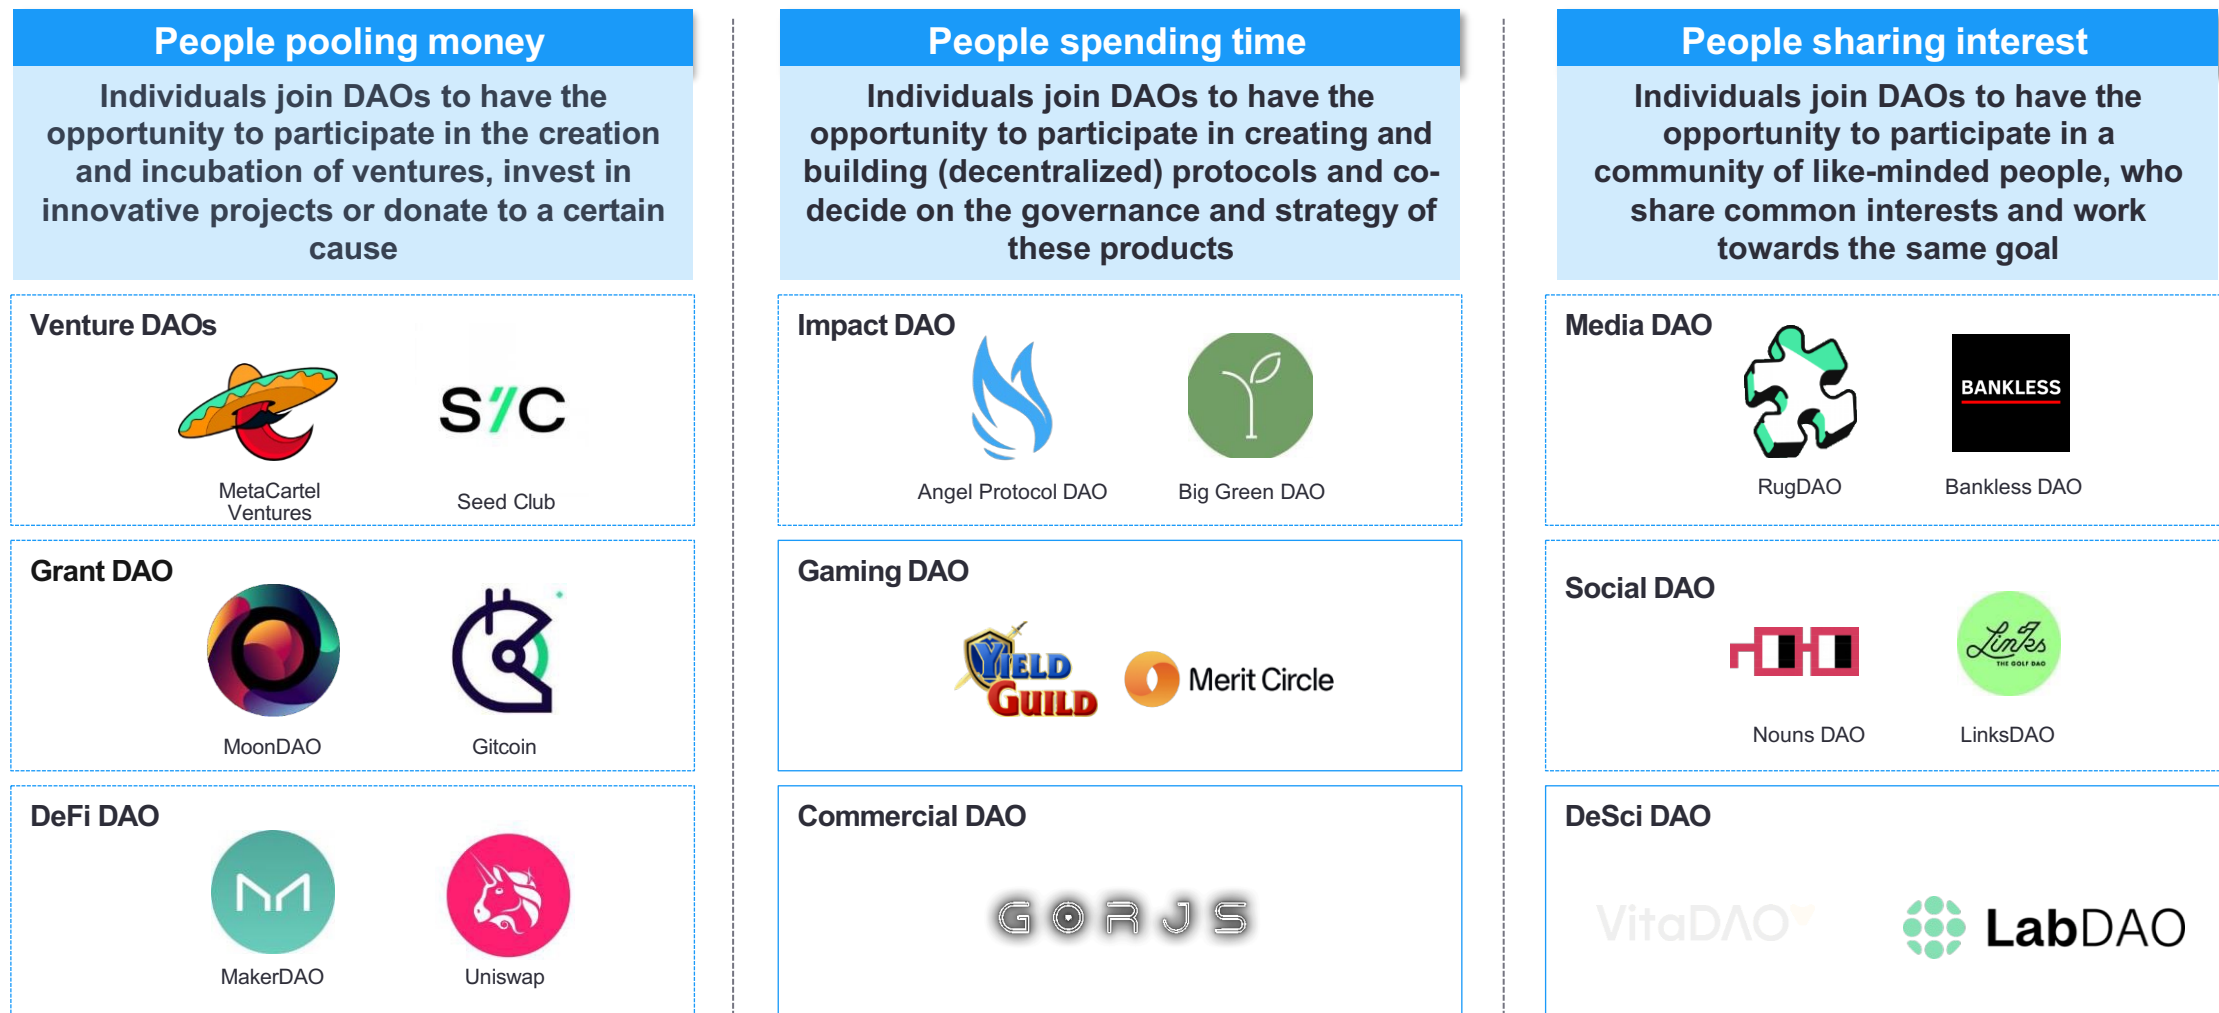 People pooling money
Individuals join DAOs to have the
opportunity to participate in the creation
and incubation of ventures, invest in
innovative projects or donate to a certain
cause
Venture DAOs
S//C
MetaCartel
Ventures
Seed Club
Grant DAO
MoonDAO
Gitcoin
DeFi DAO
MakerDAO
Uniswap
People spending time
Individuals join DAOs to have the
opportunity to participate in creating and
building (decentralized) protocols and co-
decide on the governance and strategy of
these products
Impact DAO
Angel Protocol DAO
Big Green DAO
Gaming DAO
YIELD
GUILD
Merit Circle
Commercial DAO
GORJS
People sharing interest
Individuals join DAOs to have the
opportunity to participate in a
community of like-minded people, who
share common interests and work
towards the same goal
Media DAO
BANKLESS
RugDAO
Bankless DAO
Social DAO
Links
THE GOLF DAO
Nouns DAO
LinksDAO
DeSci DAO
VitaDAO
LabDAO